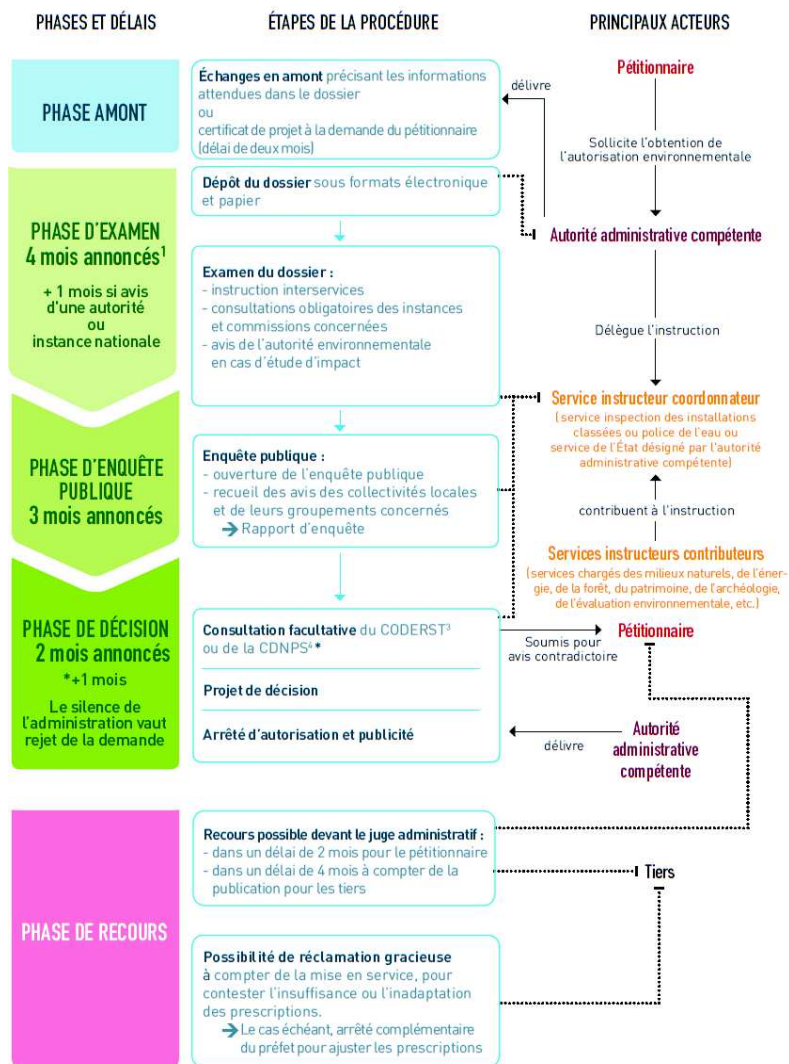 PHASES ET DÉLAIS
ÉTAPES DE LA PROCÉDURE
PRINCIPAUX ACTEURS
PHASE AMONT
Échanges en amont précisant les informations
attendues dans le dossier
ou
certificat de projet à la demande du pétitionnaire
(délai de deux mois)
délivre
Pétitionnaire
Sollicite l'obtention de
l'autorisation environnementale
PHASE D'EXAMEN
4 mois annoncés¹
+ 1 mois si avis
d'une autorité
ou
instance nationale
Dépôt du dossier sous formats électronique
et papier
Autorité administrative compétente
Examen du dossier :
- instruction interservices
- consultations obligatoires des instances
et commissions concernées
- avis de l'autorité environnementale
en cas d'étude d'impact
Délègue l'instruction
Service instructeur coordonnateur
(service inspection des installations
classées ou police de l'eau ou
service de l'État désigné par l'autorité
administrative compétente)
PHASE D'ENQUÊTE
PUBLIQUE
3 mois annoncés
Enquête publique :
- ouverture de l'enquête publique
- recueil des avis des collectivités locales
et de leurs groupements concernés
→ Rapport d'enquête
contribuent à l'instruction
Services instructeurs contributeurs
(services chargés des milieux naturels, de l'éner-
gie, de la forêt, du patrimoine, de l'archéologie,
de l'évaluation environnementale, etc.)
PHASE DE DÉCISION
2 mois annoncés
*+1 mois
Le silence de
l'administration vaut
rejet de la demande
Consultation facultative du CODERST³
ou de la CDNPS⁴*
Projet de décision
Arrêté d'autorisation et publicité
Soumis pour
avis contradictoire
Pétitionnaire
délivre
Autorité
administrative
compétente
PHASE DE RECOURS
Recours possible devant le juge administratif :
- dans un délai de 2 mois pour le pétitionnaire
- dans un délai de 4 mois à compter de la
publication pour les tiers
Tiers
Possibilité de réclamation gracieuse
à compter de la mise en service, pour
contester l'insuffisance ou l'inadaptation
des prescriptions.
→ Le cas échéant, arrêté complémentaire
du préfet pour ajuster les prescriptions